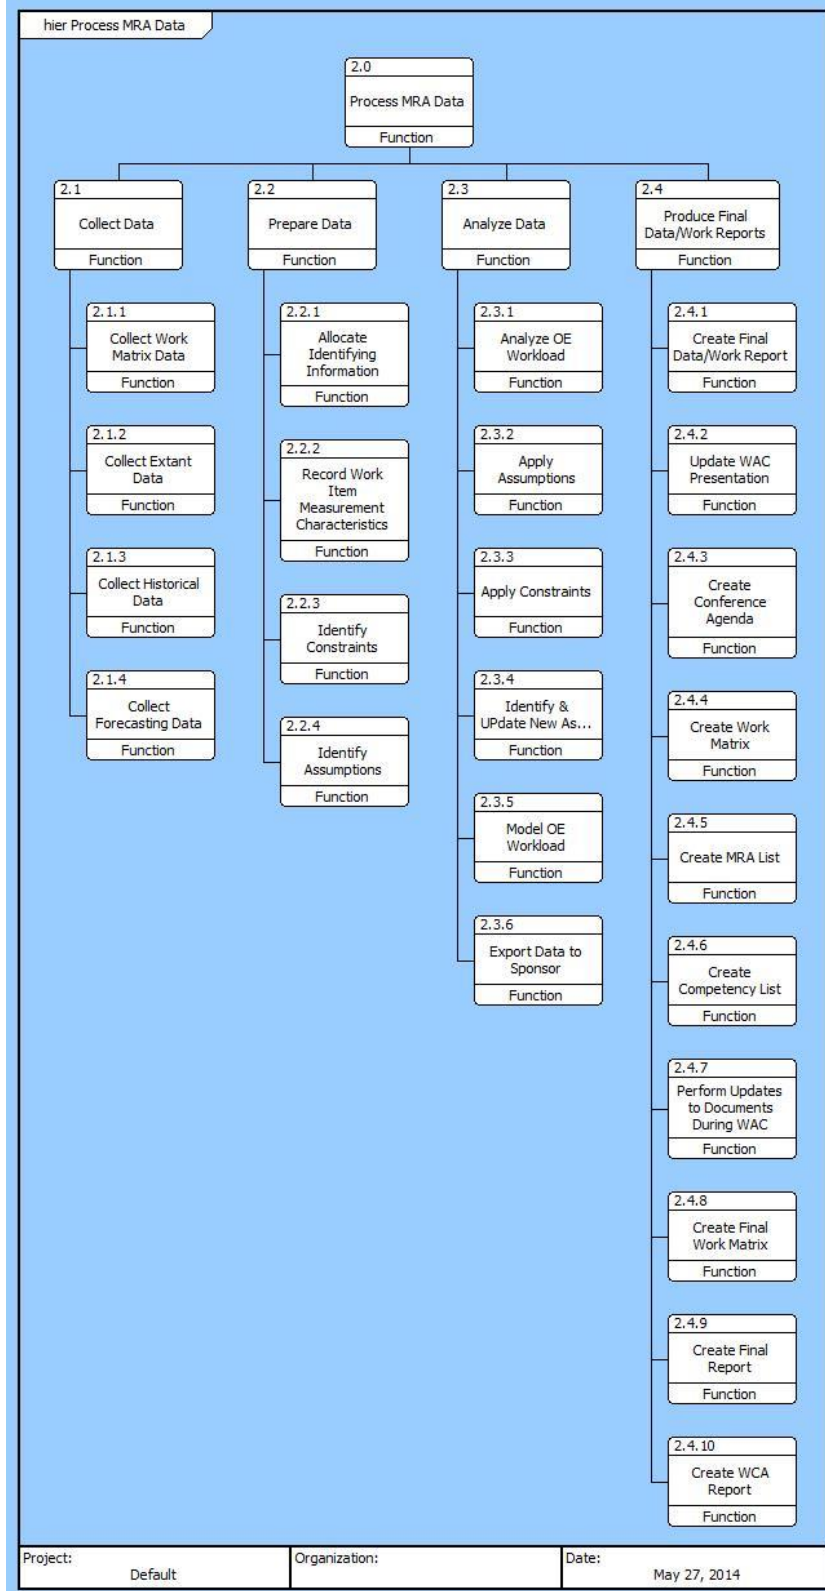 hier Process MRA Data
2.0
Process MRA Data
Function
2.1
Collect Data
Function
2.2
Prepare Data
Function
2.3
Analyze Data
Function
2.4
Produce Final
Data/Work Reports
Function
2.1.1
Collect Work
Matrix Data
Function
2.1.2
Collect Extant
Data
Function
2.1.3
Collect Historical
Data
Function
2.1.4
Collect
Forecasting Data
Function
2.2.1
Allocate
Identifying
Information
Function
2.2.2
Record Work
Item
Measurement
Characteristics
Function
2.2.3
Identify
Constraints
Function
2.2.4
Identify
Assumptions
Function
2.3.1
Analyze OE
Workload
Function
2.3.2
Apply
Assumptions
Function
2.3.3
Apply Constraints
Function
2.3.4
Identify &
UPdate New As...
Function
2.3.5
Model OE
Workload
Function
2.3.6
Export Data to
Sponsor
Function
2.4.1
Create Final
Data/Work Report
Function
2.4.2
Update WAC
Presentation
Function
2.4.3
Create
Conference
Agenda
Function
2.4.4
Create Work
Matrix
Function
2.4.5
Create MRA List
Function
2.4.6
Create
Competency List
Function
2.4.7
Perform Updates
to Documents
During WAC
Function
2.4.8
Create Final
Work Matrix
Function
2.4.9
Create Final
Report
Function
2.4.10
Create WCA
Report
Function
Project:
Default
Organization:
Date:
May 27, 2014